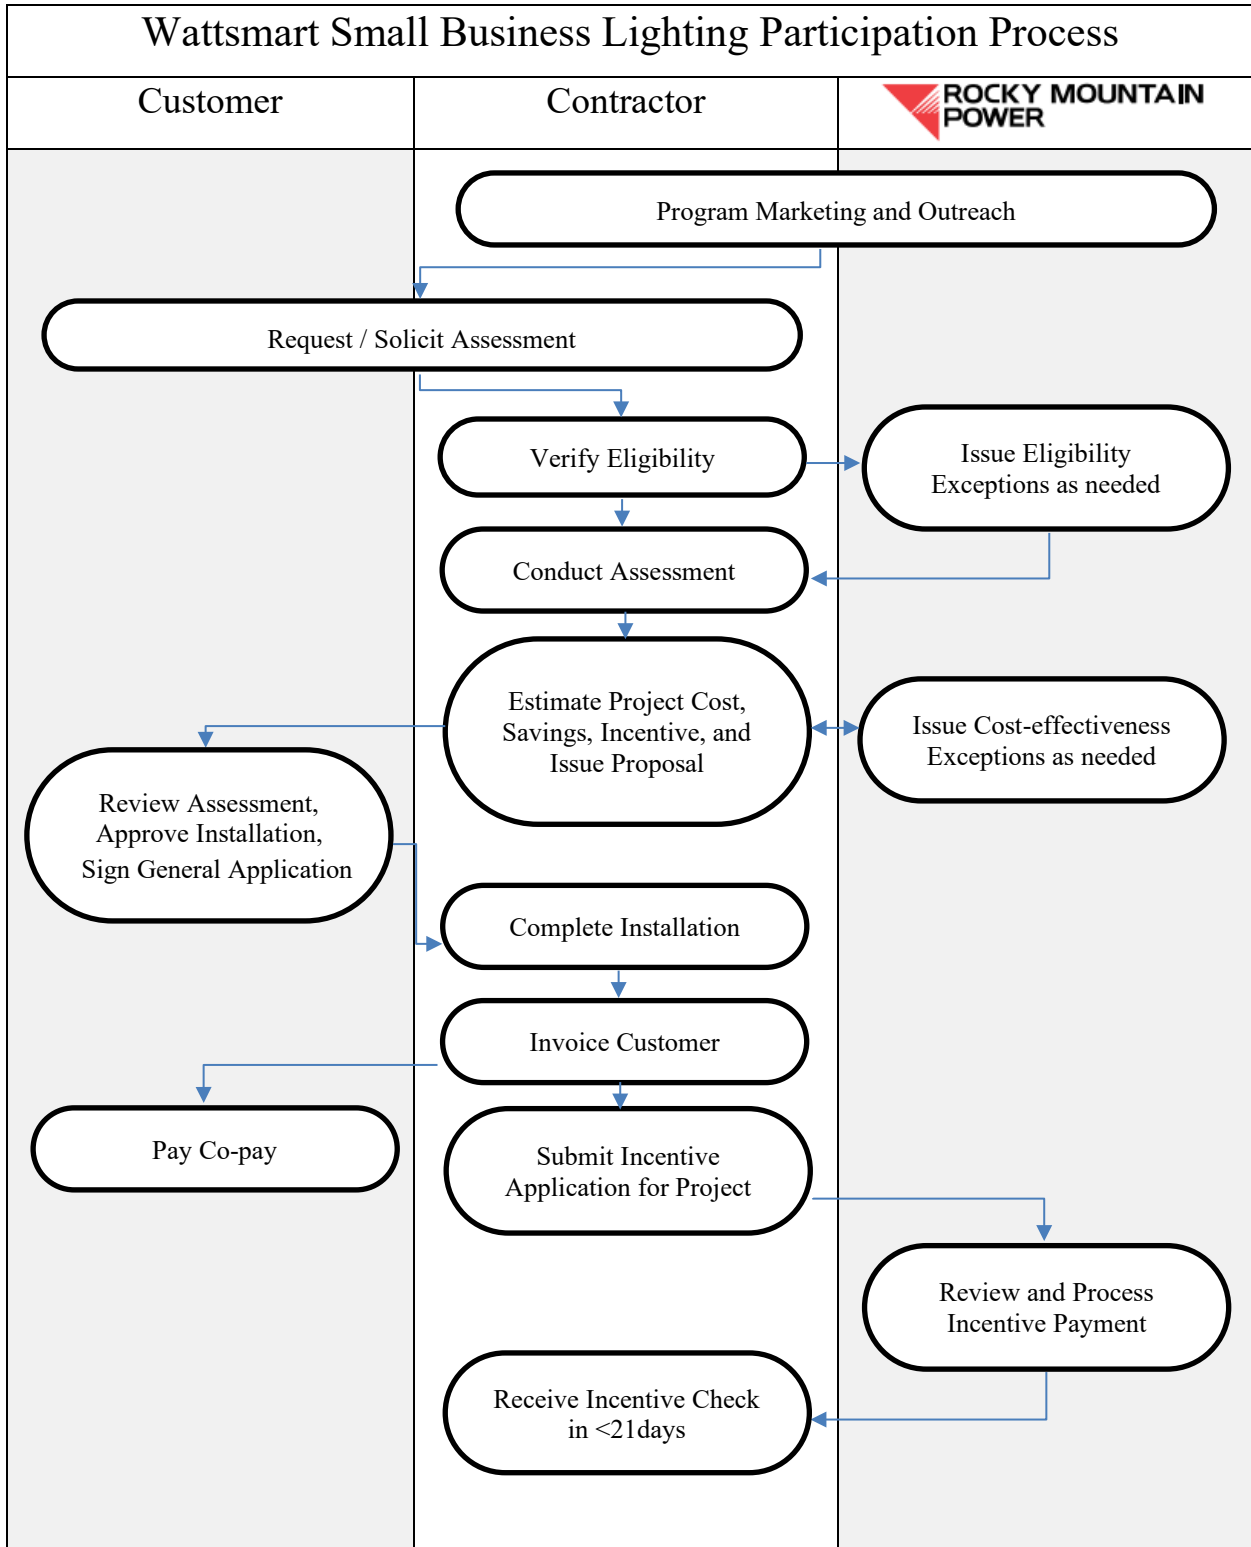 Wattsmart Small Business Lighting Participation Process
Customer
Contractor
ROCKY MOUNTAIN
POWER
Program Marketing and Outreach
Request / Solicit Assessment
Verify Eligibility
Issue Eligibility
Exceptions as needed
Conduct Assessment
Estimate Project Cost,
Savings, Incentive, and
Issue Proposal
Issue Cost-effectiveness
Exceptions as needed
Review Assessment,
Approve Installation,
Sign General Application
Complete Installation
Invoice Customer
Pay Co-pay
Submit Incentive
Application for Project
Review and Process
Incentive Payment
Receive Incentive Check
in <21days